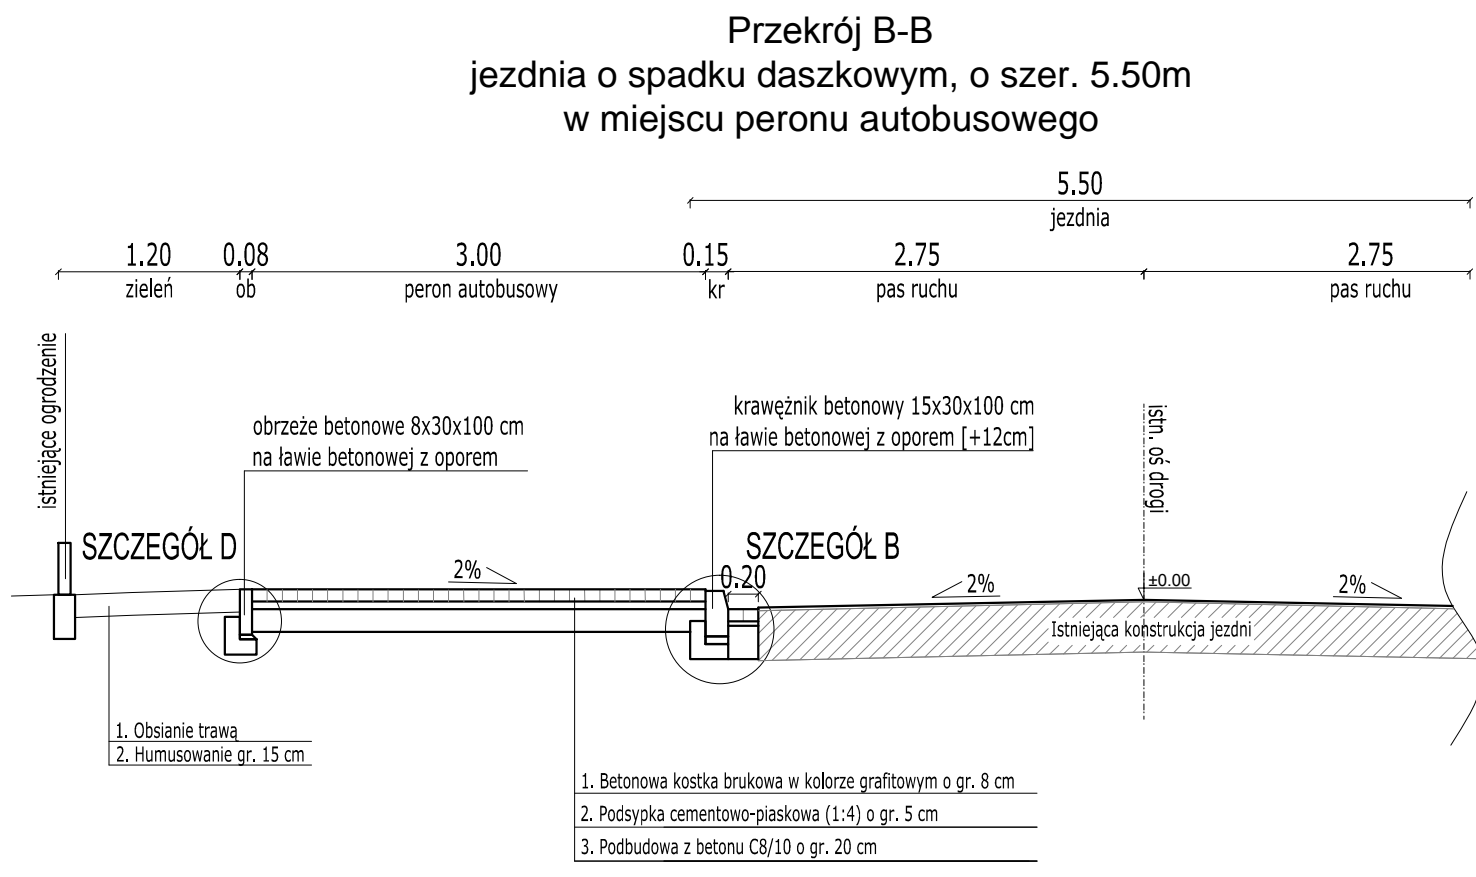 Przekrój B-B
jezdnia o spadku daszkowym, o szer. 5.50m
w miejscu peronu autobusowego
5.50
jezdnia
1.20
zieleń
0.08
ob
3.00
peron autobusowy
0.15
kr
2.75
pas ruchu
2.75
pas ruchu
istniejące ogrodzenie
obrzeże betonowe 8x30x100 cm
na ławie betonowej z oporem
krawężnik betonowy 15x30x100 cm
na ławie betonowej z oporem [+12cm]
istn. oś drogi
SZCZEGÓŁ D
2%
SZCZEGÓŁ B
0.20
2%
±0.00
2%
Istniejąca konstrukcja jezdni
1. Obsianie trawą
2. Humusowanie gr. 15 cm
1. Betonowa kostka brukowa w kolorze grafitowym o gr. 8 cm
2. Podsypka cementowo-piaskowa (1:4) o gr. 5 cm
3. Podbudowa z betonu C8/10 o gr. 20 cm